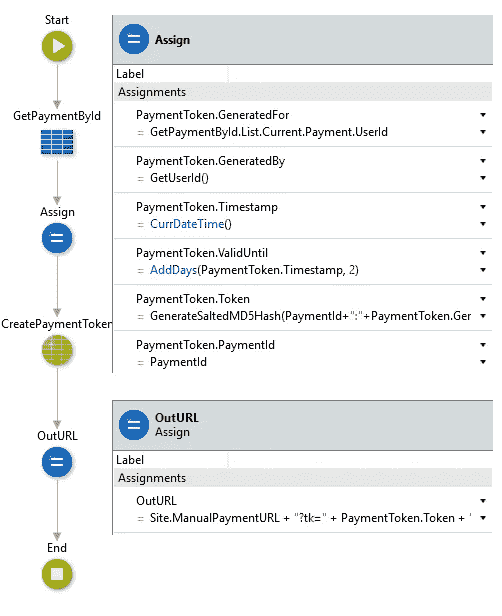 Start
GetPaymentById
Assign
CreatePaymentToken
OutURL
End
Assign
Label
Assignments
PaymentToken.GeneratedFor
= GetPaymentById.List.Current.Payment.UserId
PaymentToken.GeneratedBy
= GetUserId()
PaymentToken.Timestamp
= CurrDateTime()
PaymentToken.ValidUntil
= AddDays(PaymentToken.Timestamp, 2)
PaymentToken.Token
= GenerateSaltedMD5Hash(PaymentId+":"+PaymentToken.Ger
PaymentToken.PaymentId
= PaymentId
OutURL
Assign
Label
Assignments
OutURL
= Site.ManualPaymentURL + "?tk=" + PaymentToken.Token + '